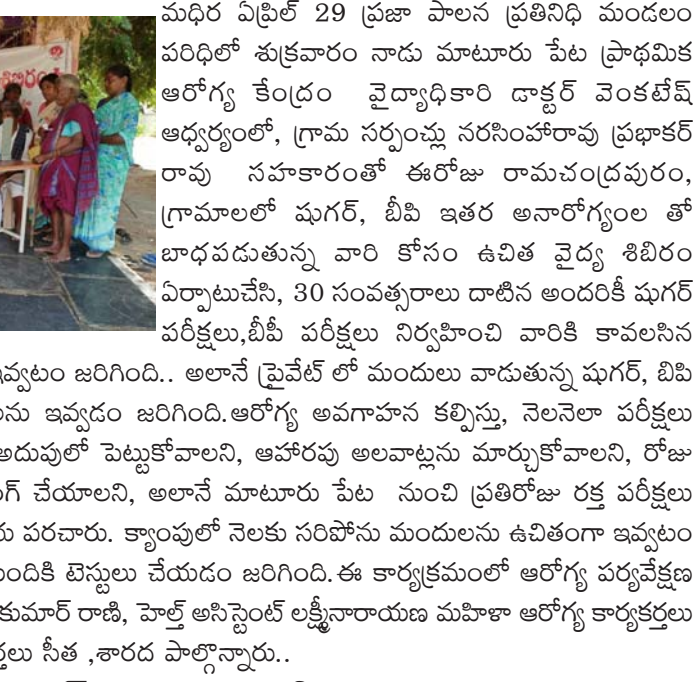 మధిర ఏప్రిల్ 29 ప్రజా పాలన ప్రతినిధి మండలం
పరిధిలో శుక్రవారం నాడు మాటూరు పేట ప్రాథమిక
ఆరోగ్య కేంద్రం వైద్యాధికారి డాక్టర్ వెంకటేష్
ఆధ్వర్యంలో, గ్రామ సర్పంచ్లు నరసింహారావు ప్రభాకర్
రావు సహకారంతో ఈరోజు రామచంద్రపురం,
గ్రామాలలో షుగర్, బీపి ఇతర అనారోగ్యంల తో
బాధపడుతున్న వారి కోసం ఉచిత వైద్య శిబిరం
ఏర్పాటుచేసి, 30 సంవత్సరాలు దాటిన అందరికీ షుగర్
పరీక్షలు,బీపీ పరీక్షలు నిర్వహించి వారికి కావలసిన
ఇవ్వటం జరిగింది.. అలానే ప్రైవేట్ లో మందులు వాడుతున్న షుగర్, బిపి
ను ఇవ్వడం జరిగింది.ఆరోగ్య అవగాహన కల్పిస్తు, నెలనెలా పరీక్షలు
అదుపులో పెట్టుకోవాలని, ఆహారపు అలవాట్లను మార్చుకోవాలని, రోజు
చేయాలని, అలానే మాటూరు పేట నుంచి ప్రతిరోజు రక్త పరీక్షలు
పరచారు. క్యాంపులో నెలకు సరిపోను మందులను ఉచితంగా ఇవ్వటం
మందికి టెస్టులు చేయడం జరిగింది.ఈ కార్యక్రమంలో ఆరోగ్య పర్యవేక్షణ
కుమార్ రాణి, హెల్త్ అసిస్టెంట్ లక్ష్మీనారాయణ మహిళా ఆరోగ్య కార్యకర్తలు
సీత ,శారద పాల్గొన్నారు..